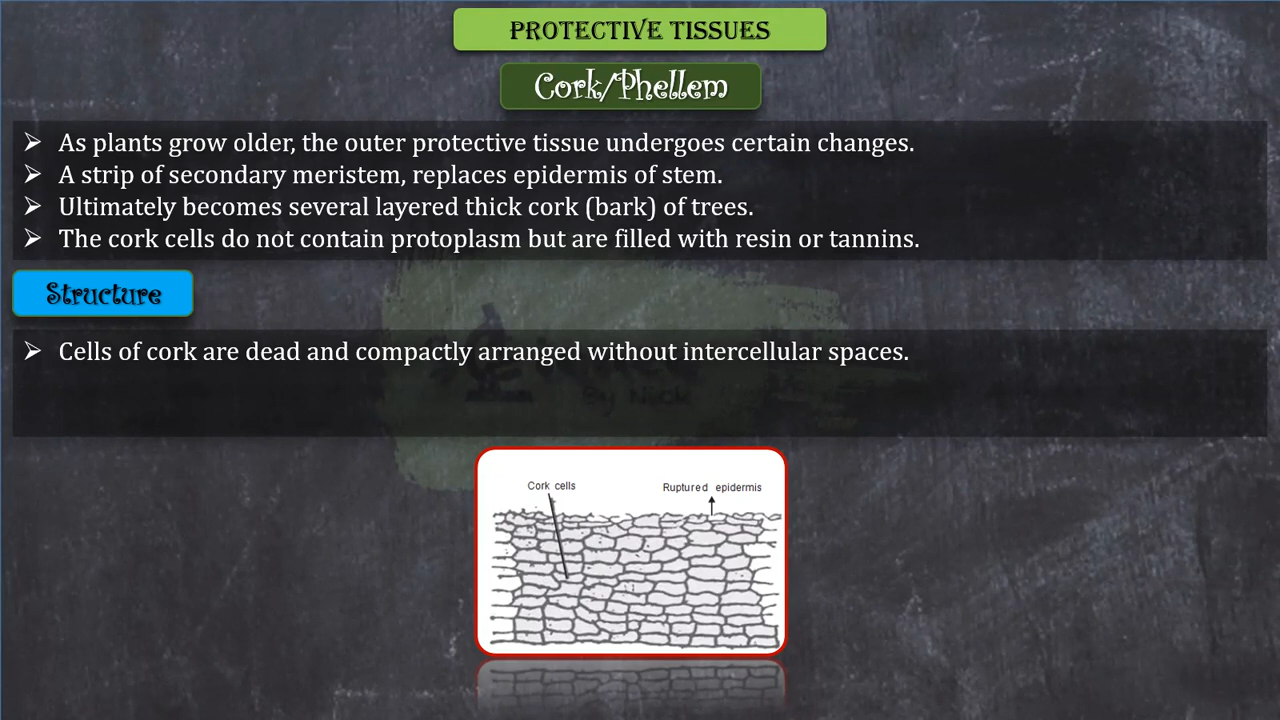 PROTECTIVE TISSUES
Cork/Phellem
➢ As plants grow older, the outer protective tissue undergoes certain changes.
➢ A strip of secondary meristem, replaces epidermis of stem.
➢ Ultimately becomes several layered thick cork (bark) of trees.
➢ The cork cells do not contain protoplasm but are filled with resin or tannins.
Structure
➢ Cells of cork are dead and compactly arranged without intercellular spaces.
By Nick
Cork cells
Ruptured epidermis